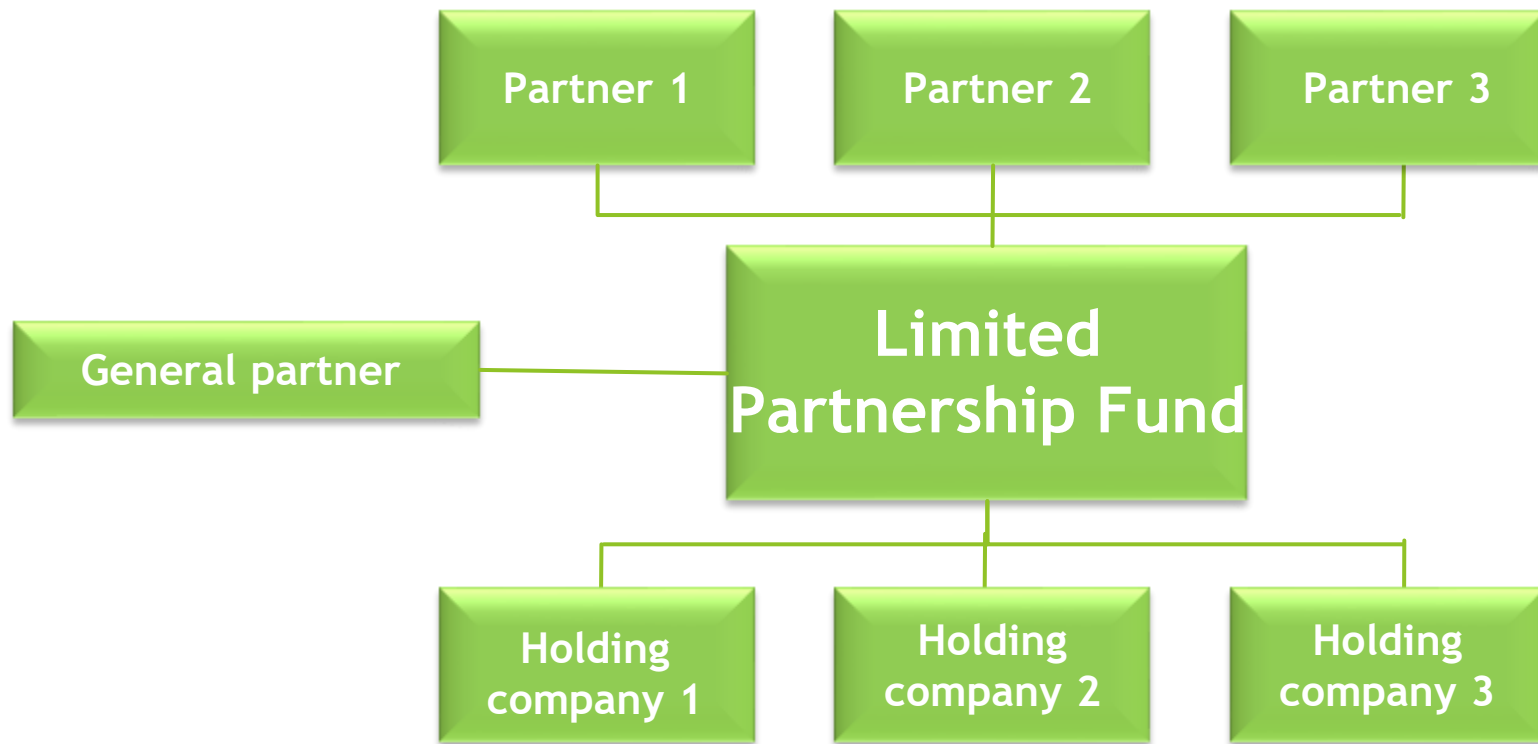 Partner 1
Partner 2
Partner 3
Limited
Partnership Fund
General partner
Holding
company 1
Holding
company 2
Holding
company 3